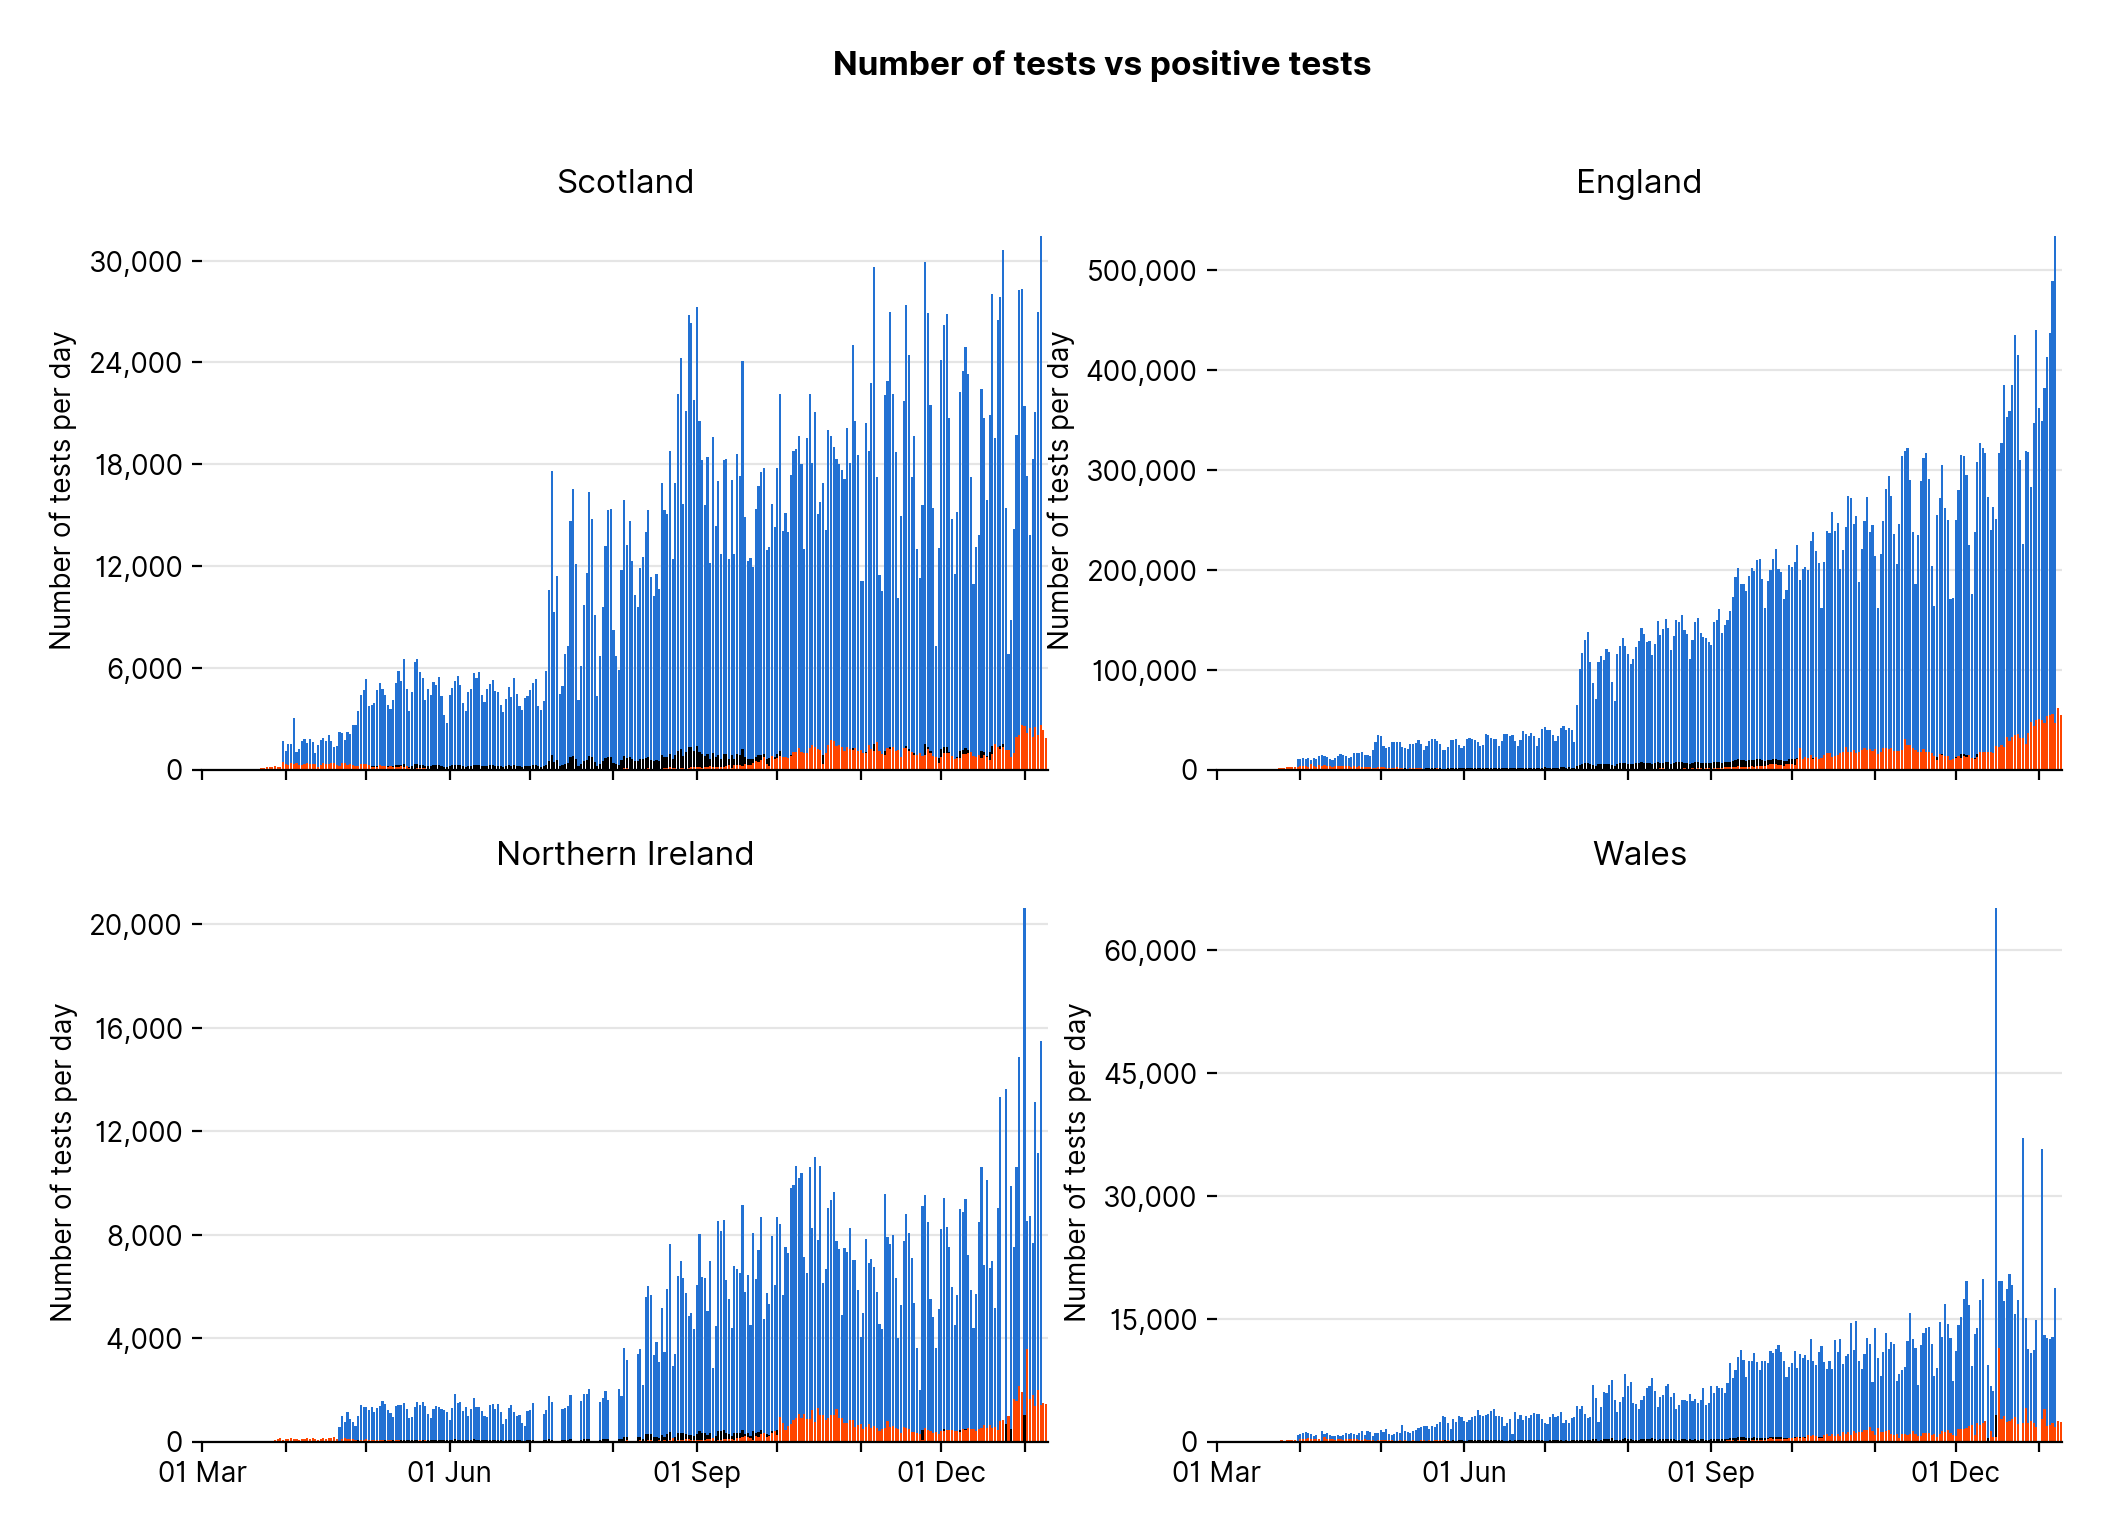 Number of tests vs positive tests
Scotland
England
Number of tests per day
30,000
24,000
18,000
12,000
6,000
0
Number of tests per day
500,000
400,000
300,000
200,000
100,000
0
Northern Ireland
Wales
Number of tests per day
20,000
16,000
12,000
8,000
4,000
0
Number of tests per day
60,000
45,000
30,000
15,000
0
01 Mar
01 Jun
01 Sep
01 Dec
01 Mar
01 Jun
01 Sep
01 Dec